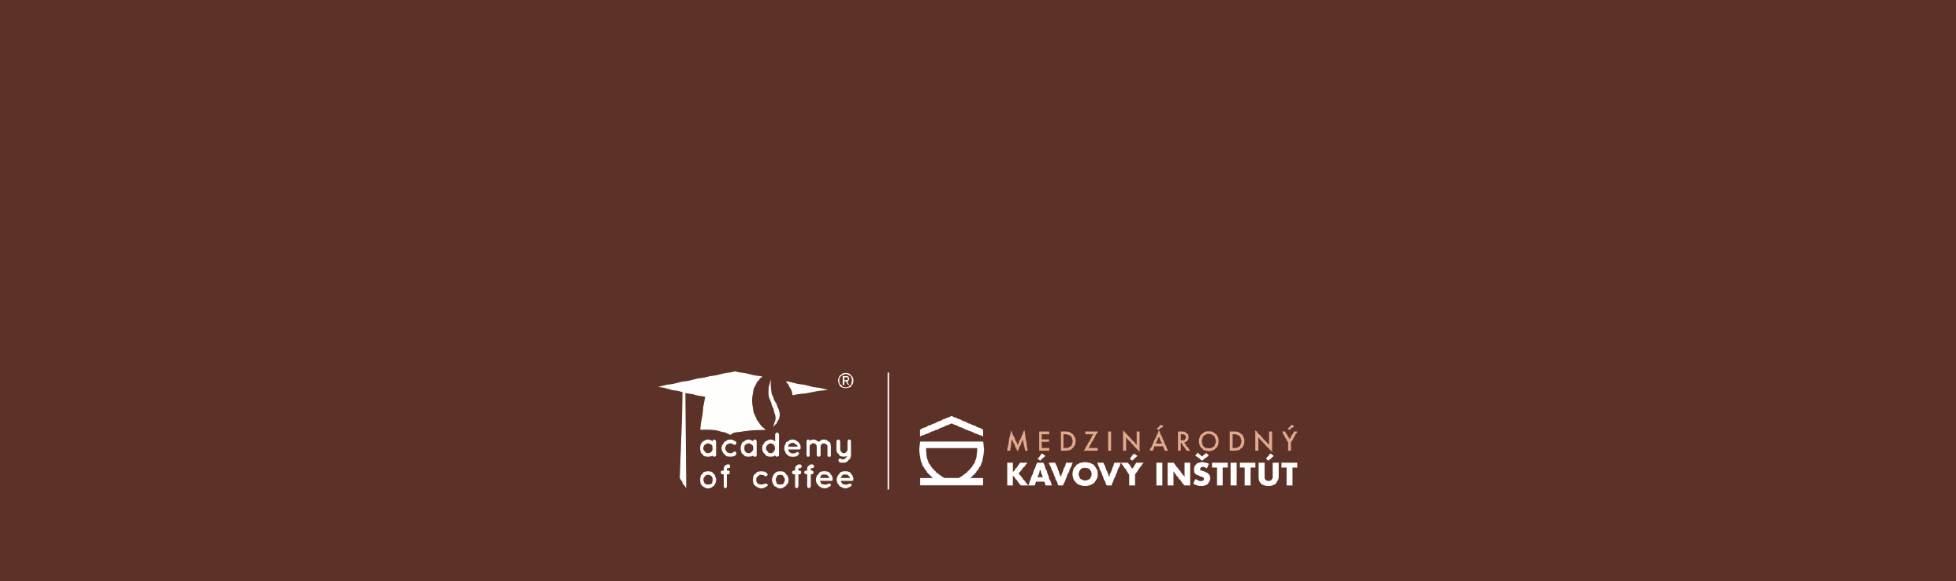 ®
academy
of coffee
MEDZINÁRODNÝ
KÁVOVÝ INŠTITÚT